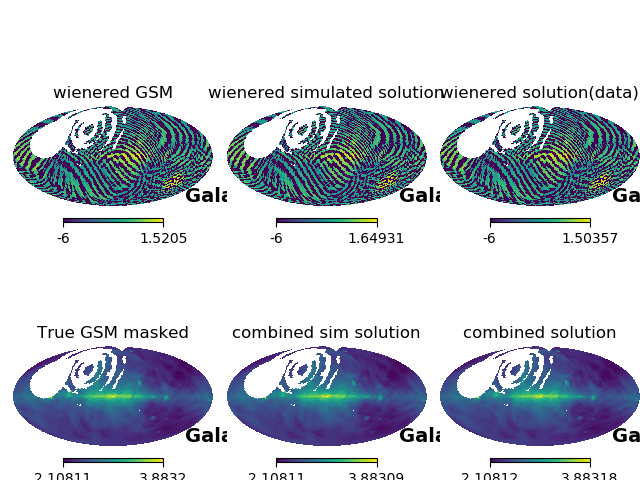 wienered GSM
wienered simulated solution
wienered solution(data)
Gala
Gala
Ga
-6 1.5205
-6 1.64931
-6 1.50357
True GSM masked
combined sim solution
combined solution
Gala
Gala
Ga
2.10811 3.8832
2.10811 3.88309
2.10812 3.88318